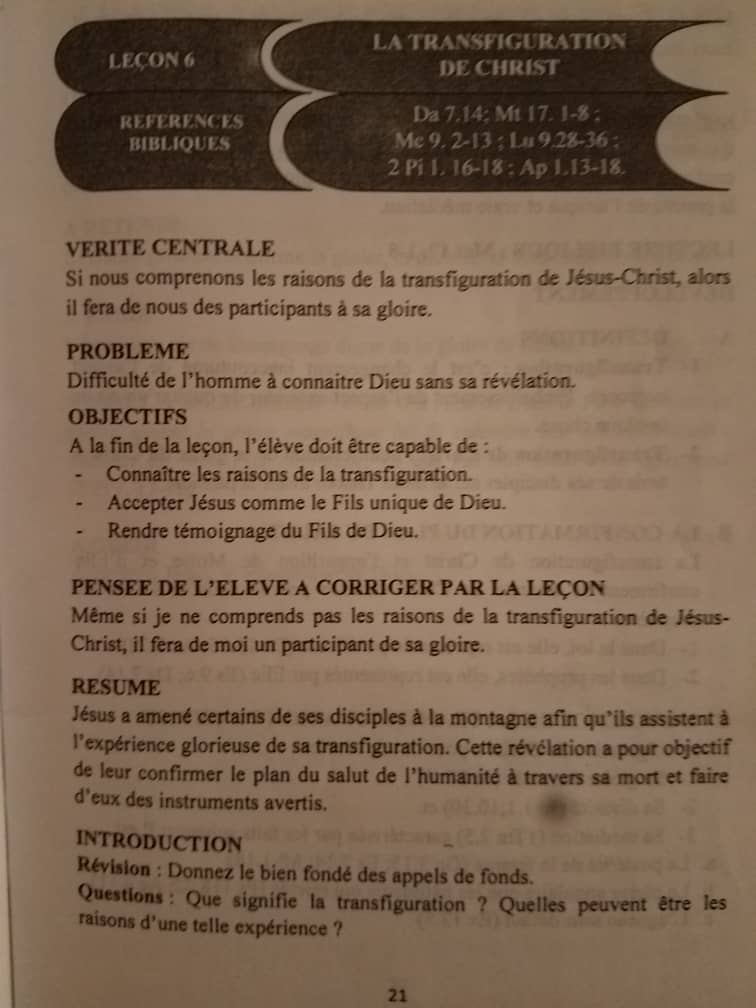 LEÇON 6
LA TRANSFIGURATION
DE CHRIST
REFERENCES
BIBLIQUES
Da 7.14; Mt 17. 1-8 ;
Mc 9. 2-13 ; Lu 9.28-36 ;
2 Pi 1. 16-18 ; Ap 1.13-18.
VERITE CENTRALE
Si nous comprenons les raisons de la transfiguration de Jésus-Christ, alors
il fera de nous des participants à sa gloire.
PROBLEME
Difficulté de l'homme à connaitre Dieu sans sa révélation.
OBJECTIFS
A la fin de la leçon, l'élève doit être capable de :
- Connaître les raisons de la transfiguration.
- Accepter Jésus comme le Fils unique de Dieu.
- Rendre témoignage du Fils de Dieu.
PENSEE DE L'ELEVE A CORRIGER PAR LA LEÇON
Même si je ne comprends pas les raisons de la transfiguration de Jésus-
Christ, il fera de moi un participant de sa gloire.
RESUME
Jésus a amené certains de ses disciples à la montagne afin qu'ils assistent à
l'expérience glorieuse de sa transfiguration. Cette révélation a pour objectif
de leur confirmer le plan du salut de l'humanité à travers sa mort et faire
d'eux des instruments avertis.
INTRODUCTION
Révision : Donnez le bien fondé des appels de fonds.
Questions : Que signifie la transfiguration ? Quelles peuvent être les
raisons d'une telle expérience ?
21